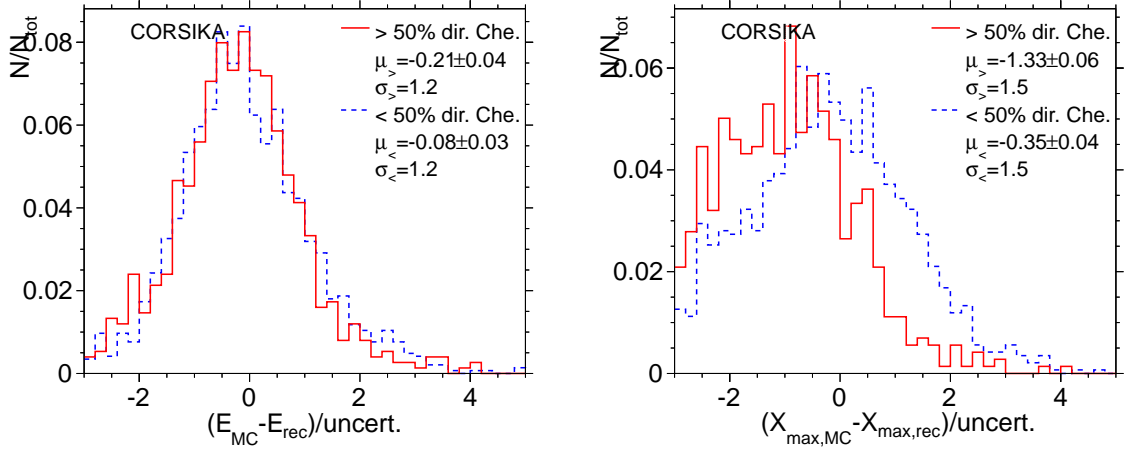 CORSIKA
N/N_tot
> 50% dir. Che.
μ_>=-0.21±0.04
σ_>=1.2
< 50% dir. Che.
μ_<=-0.08±0.03
σ_<=1.2
0.08
0.06
0.04
0.02
0
-2 0 2 4
(E_MC-E_rec)/uncert.
CORSIKA
N/N_tot
> 50% dir. Che.
μ_>=-1.33±0.06
σ_>=1.5
< 50% dir. Che.
μ_<=-0.35±0.04
σ_<=1.5
0.06
0.04
0.02
0
-2 0 2 4
(X_max,MC-X_max,rec)/uncert.